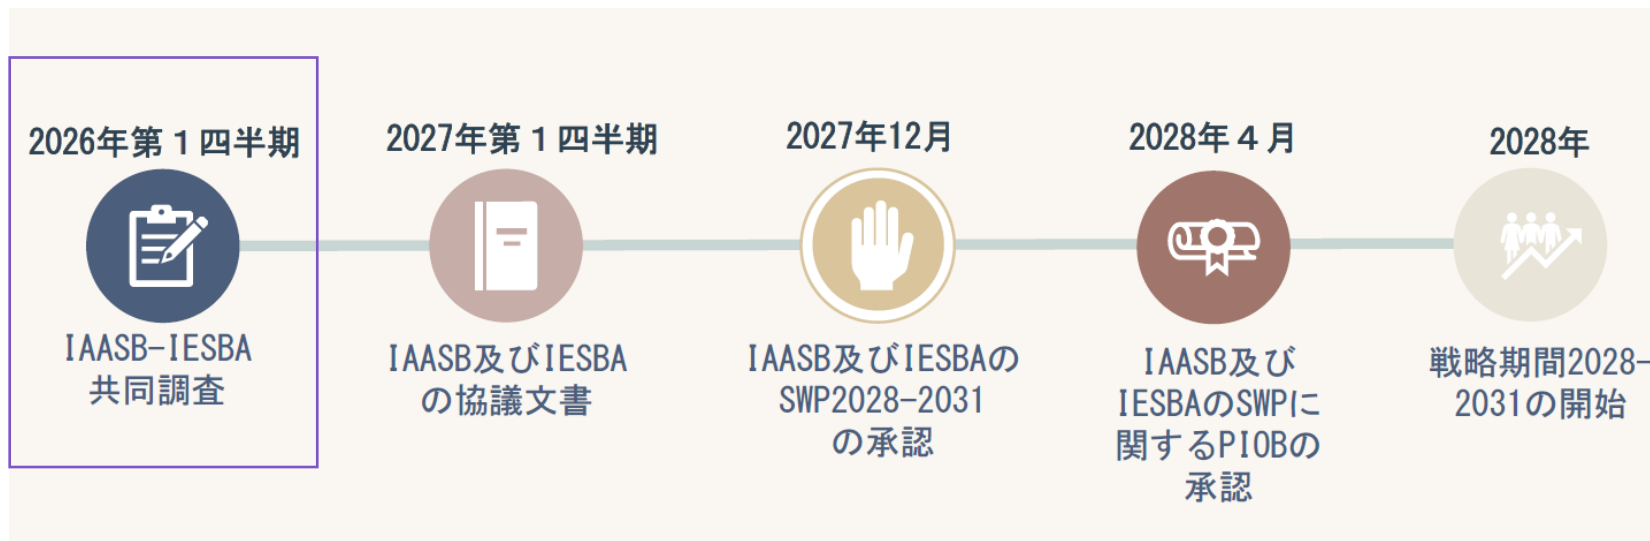 2026年第１四半期
IAASB-IESBA
共同調査
2027年第１四半期
IAASB及びIESBA
の協議文書
2027年12月
IAASB及びIESBAの
SWP2028-2031
の承認
2028年４月
IAASB及び
IESBAのSWPに
関するPIOBの
承認
2028年
戦略期間2028-
2031の開始